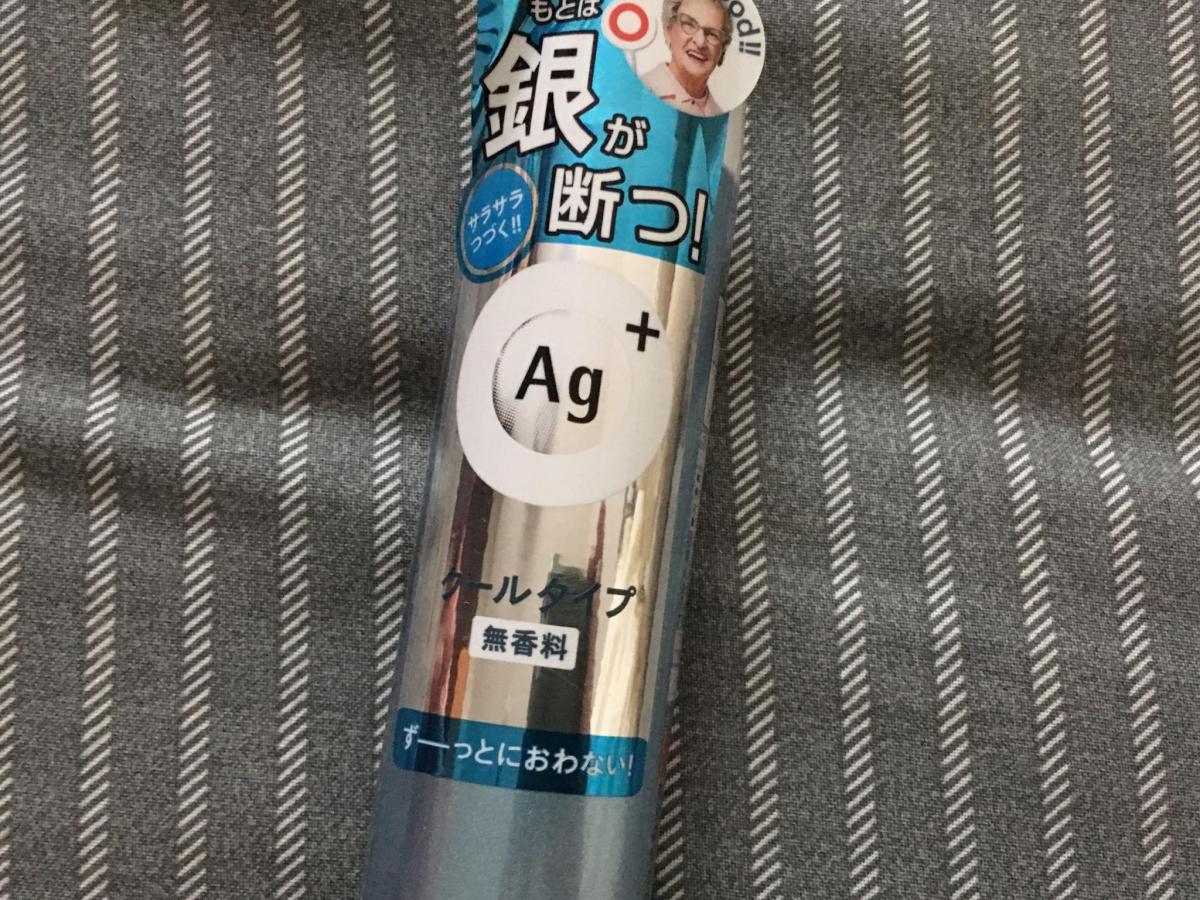 もとは
銀が
断つ!
サラサラ
つづく!!
Ag+
クールタイプ
無香料
ず──っとにおわない!